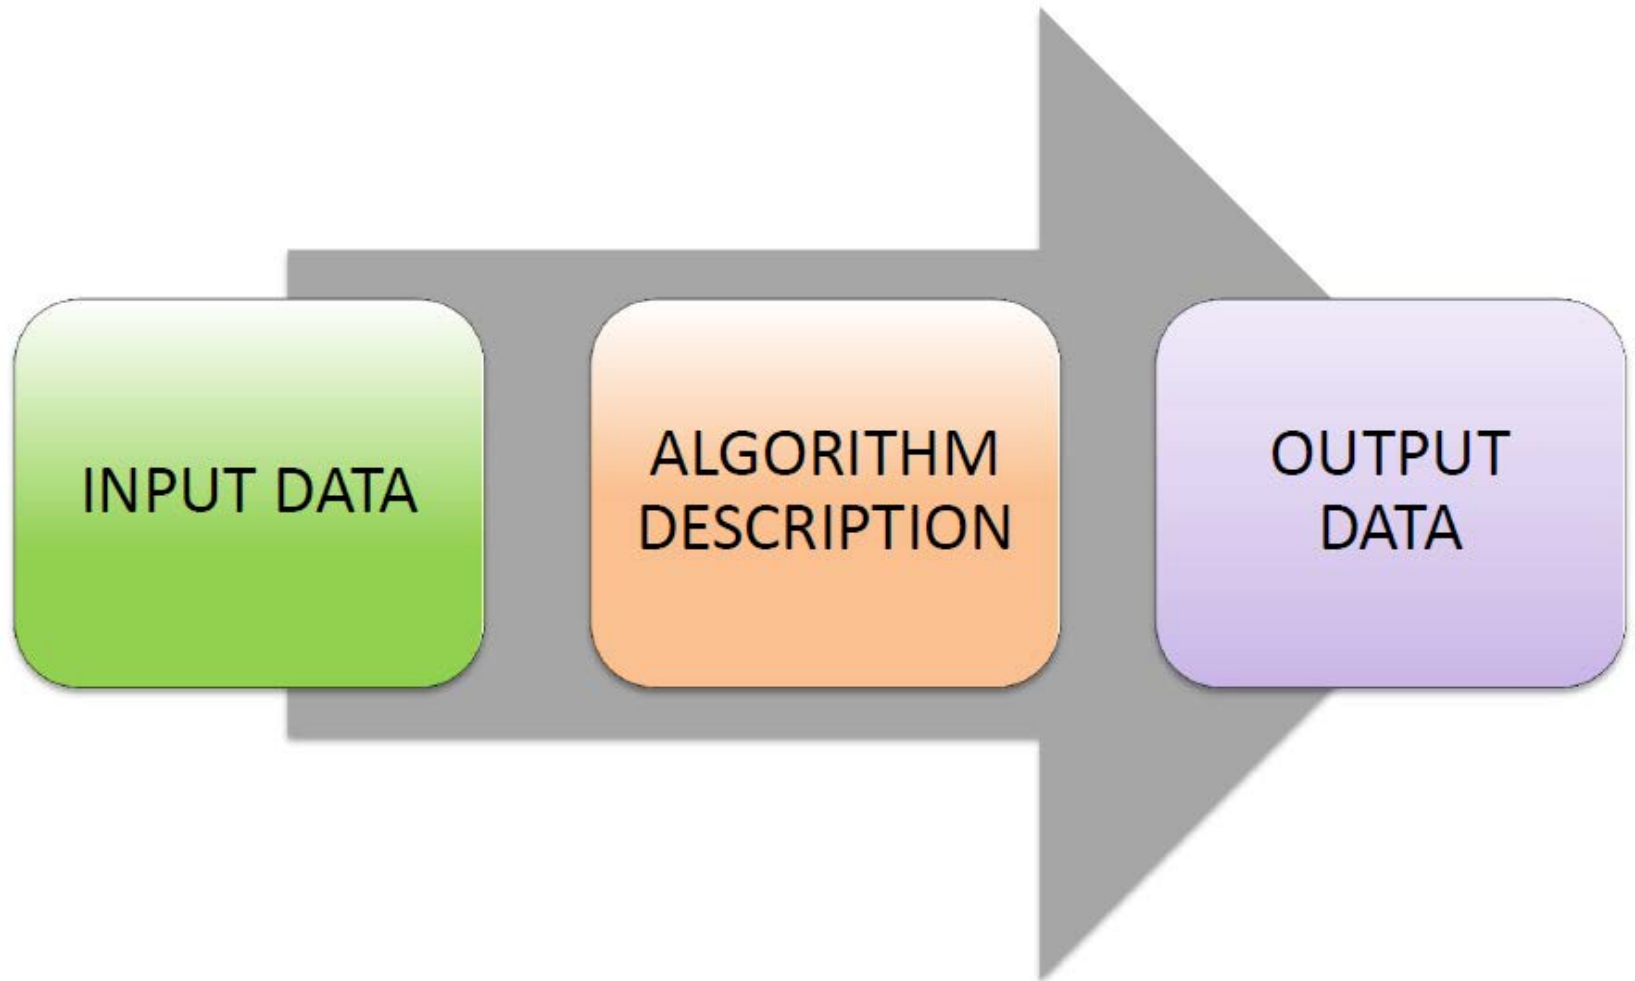 INPUT DATA
ALGORITHM
DESCRIPTION
OUTPUT
DATA